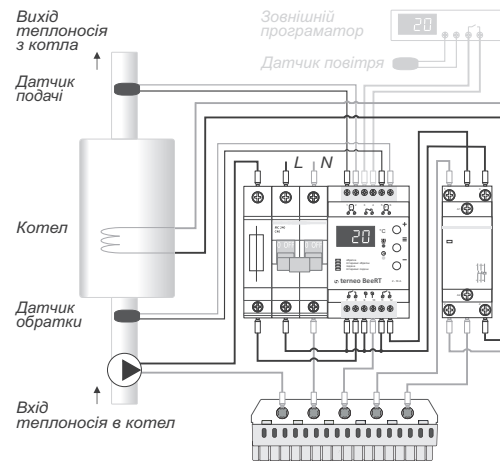 Вихід
теплоносія
з котла
Зовнішній
програматор
20
Датчик повітря
Датчик
подачі
L N
Котел
20
°C
terneo BeeRT
Датчик
обратки
Вхід
теплоносія в котел